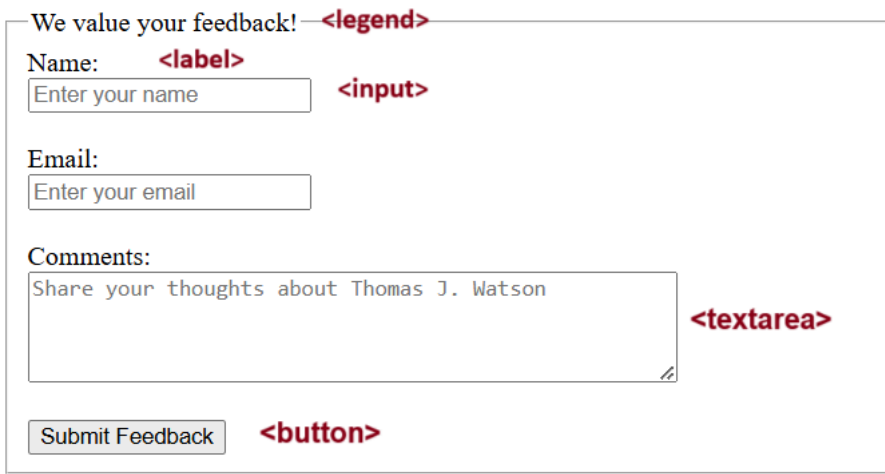 We value your feedback! <legend>
Name: <label>
Enter your name <input>
Email:
Enter your email
Comments:
Share your thoughts about Thomas J. Watson
<textarea>
Submit Feedback <button>